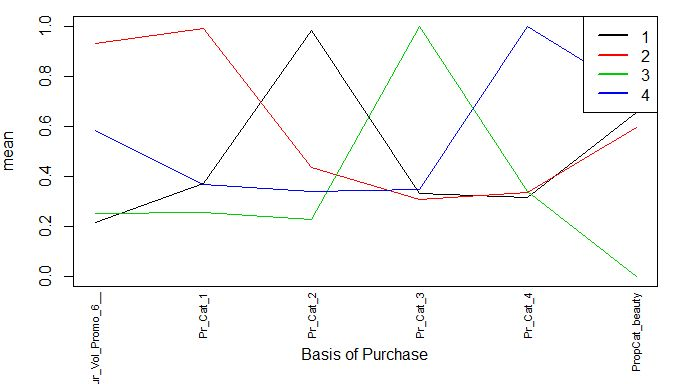 mean
1.0
0.8
0.6
0.4
0.2
0.0
1
2
3
4
ur_Vol_Promo_6__
Pr_Cat_1
Pr_Cat_2
Pr_Cat_3
Pr_Cat_4
PropCat_beauty
Basis of Purchase